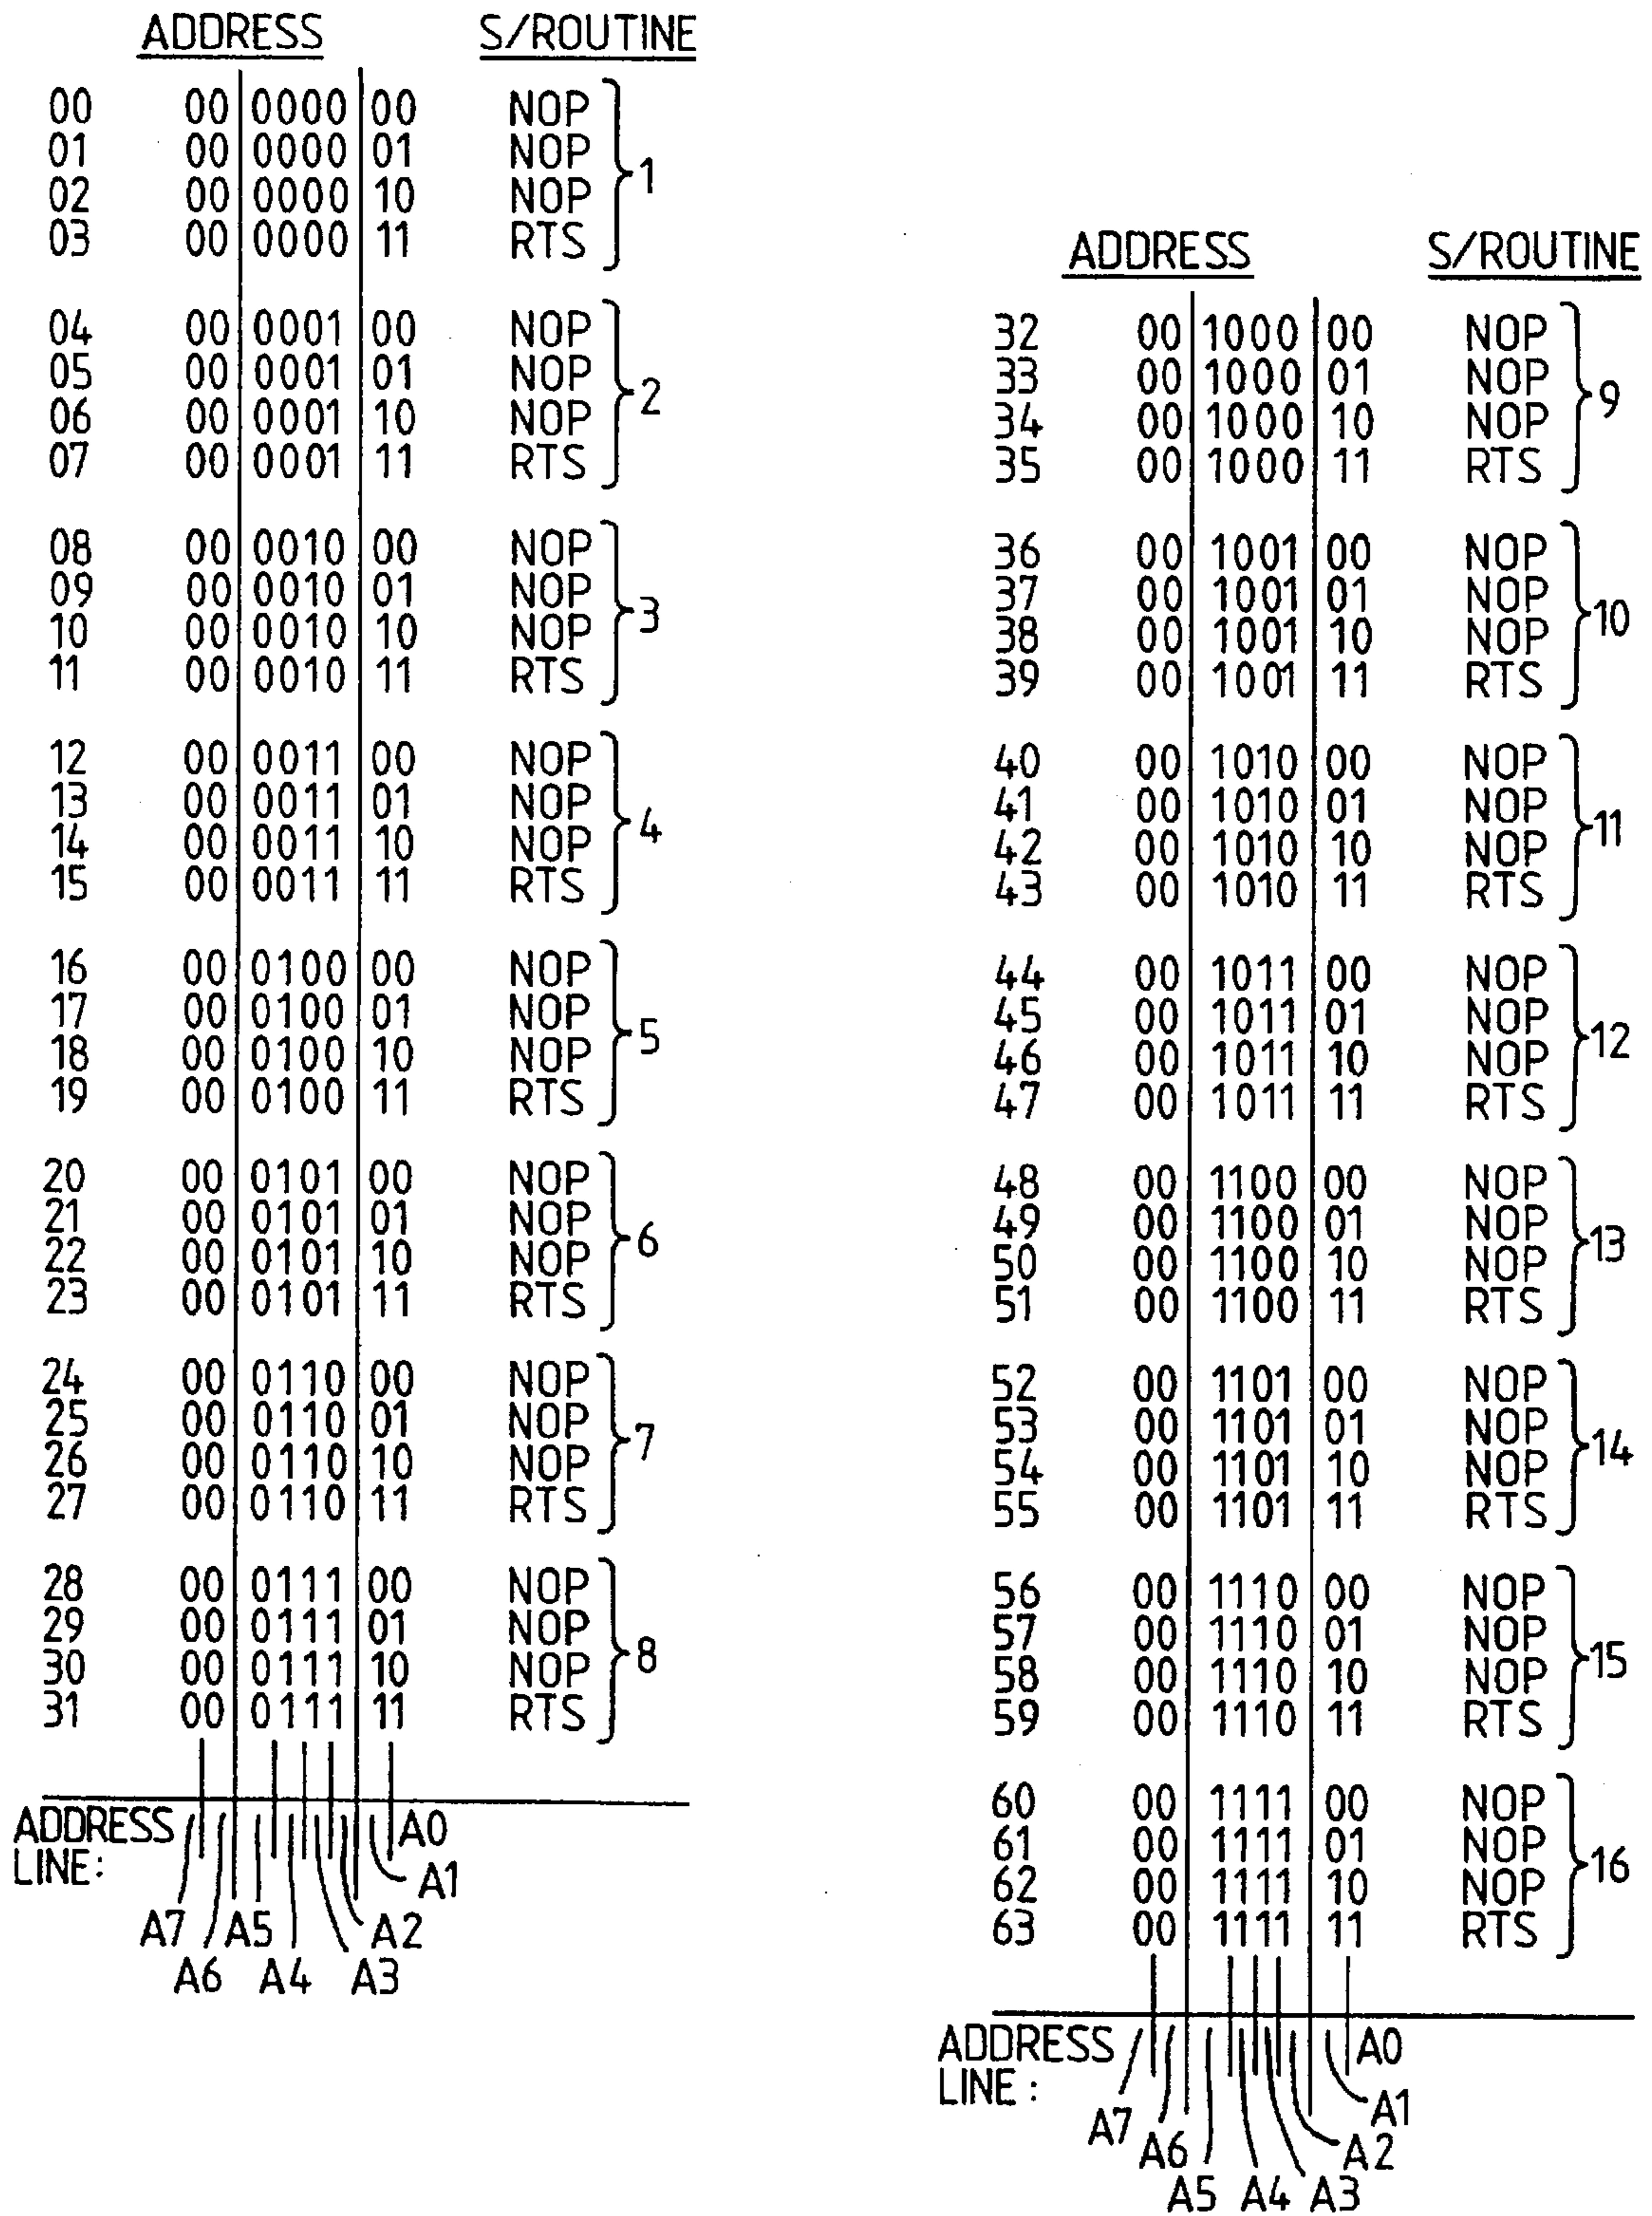 ADDRESS S/ROUTINE
00 00 0000 00 NOP
01 00 0000 01 NOP
02 00 0000 10 NOP
03 00 0000 11 RTS
1
04 00 0001 00 NOP
05 00 0001 01 NOP
06 00 0001 10 NOP
07 00 0001 11 RTS
2
08 00 0010 00 NOP
09 00 0010 01 NOP
10 00 0010 10 NOP
11 00 0010 11 RTS
3
12 00 0011 00 NOP
13 00 0011 01 NOP
14 00 0011 10 NOP
15 00 0011 11 RTS
4
16 00 0100 00 NOP
17 00 0100 01 NOP
18 00 0100 10 NOP
19 00 0100 11 RTS
5
20 00 0101 00 NOP
21 00 0101 01 NOP
22 00 0101 10 NOP
23 00 0101 11 RTS
6
24 00 0110 00 NOP
25 00 0110 01 NOP
26 00 0110 10 NOP
27 00 0110 11 RTS
7
28 00 0111 00 NOP
29 00 0111 01 NOP
30 00 0111 10 NOP
31 00 0111 11 RTS
8
ADDRESS A0
LINE: A1
A7 A5 A2
A6 A4 A3
ADDRESS S/ROUTINE
32 00 1000 00 NOP
33 00 1000 01 NOP
34 00 1000 10 NOP
35 00 1000 11 RTS
9
36 00 1001 00 NOP
37 00 1001 01 NOP
38 00 1001 10 NOP
39 00 1001 11 RTS
10
40 00 1010 00 NOP
41 00 1010 01 NOP
42 00 1010 10 NOP
43 00 1010 11 RTS
11
44 00 1011 00 NOP
45 00 1011 01 NOP
46 00 1011 10 NOP
47 00 1011 11 RTS
12
48 00 1100 00 NOP
49 00 1100 01 NOP
50 00 1100 10 NOP
51 00 1100 11 RTS
13
52 00 1101 00 NOP
53 00 1101 01 NOP
54 00 1101 10 NOP
55 00 1101 11 RTS
14
56 00 1110 00 NOP
57 00 1110 01 NOP
58 00 1110 10 NOP
59 00 1110 11 RTS
15
60 00 1111 00 NOP
61 00 1111 01 NOP
62 00 1111 10 NOP
63 00 1111 11 RTS
16
ADDRESS A0
LINE: A1
A7 A6 A2
A5 A4 A3